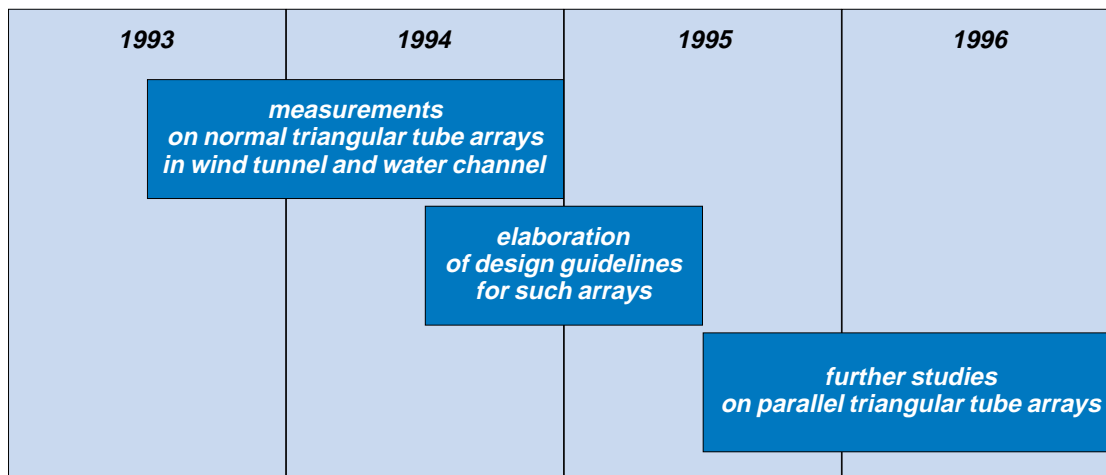 1993 1994 1995 1996
measurements
on normal triangular tube arrays
in wind tunnel and water channel
elaboration
of design guidelines
for such arrays
further studies
on parallel triangular tube arrays